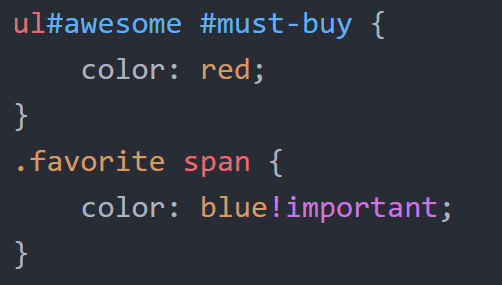 ul#awesome #must-buy {
    color: red;
}
.favorite span {
    color: blue!important;
}